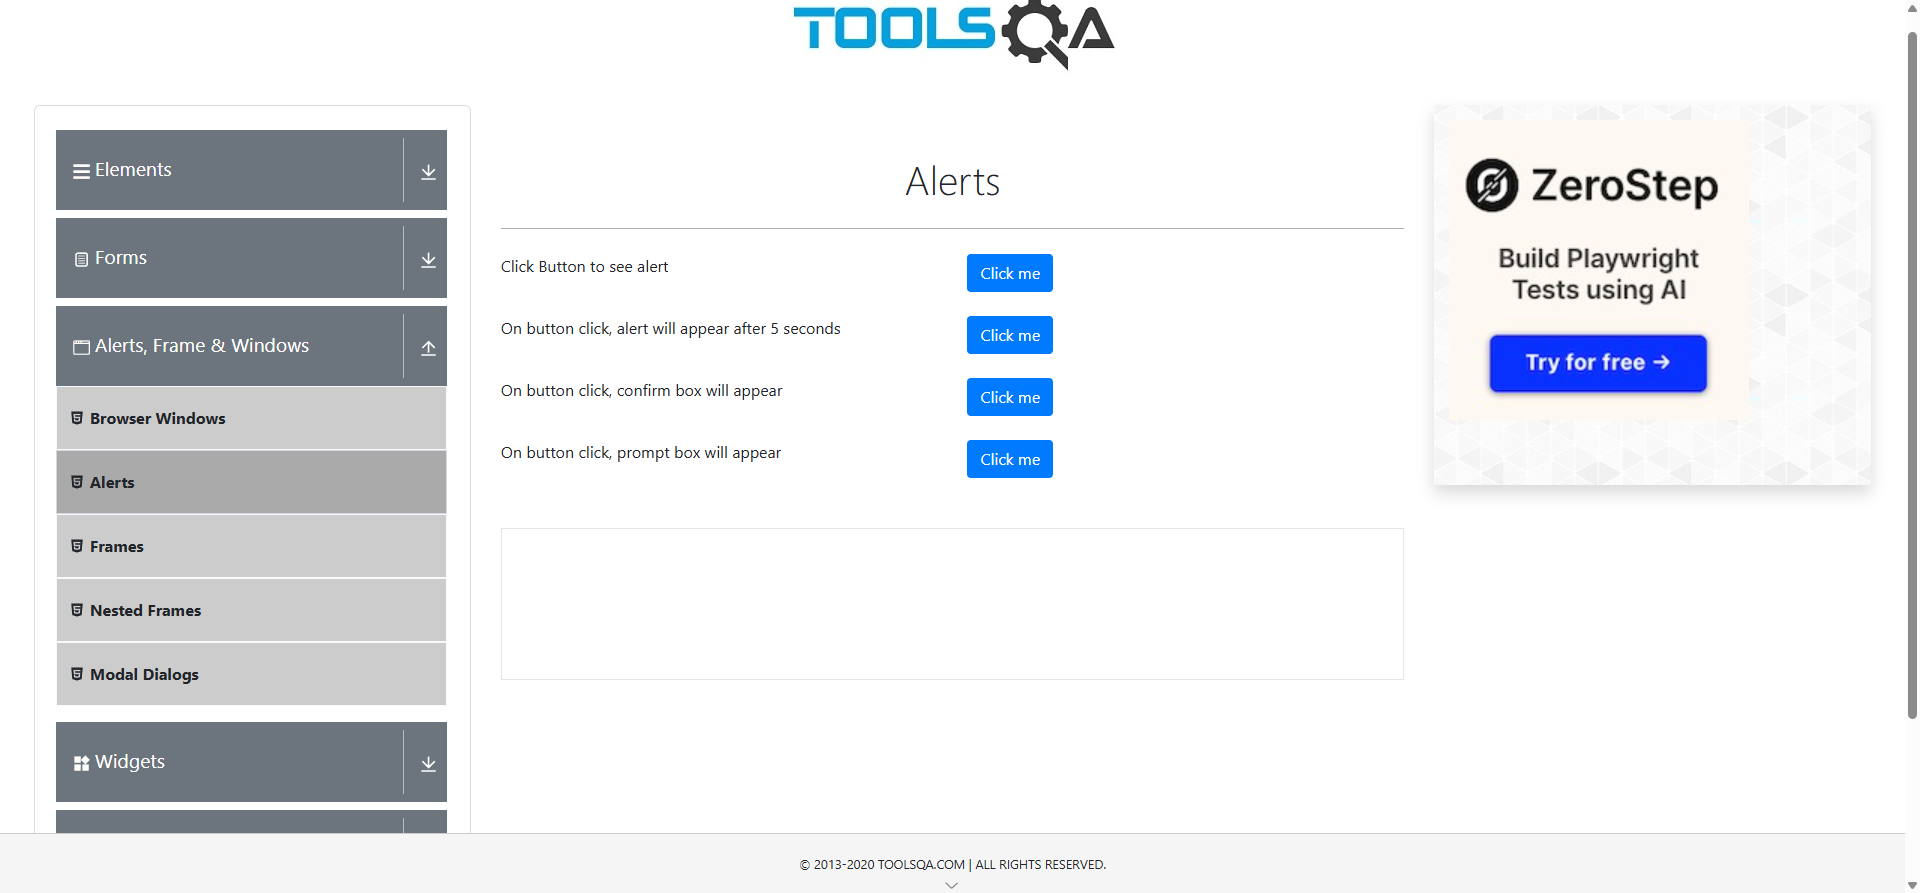 TOOLSQA
Elements
Forms
Alerts, Frame & Windows
Browser Windows
Alerts
Frames
Nested Frames
Modal Dialogs
Widgets
Alerts
Click Button to see alert
Click me
On button click, alert will appear after 5 seconds
Click me
On button click, confirm box will appear
Click me
On button click, prompt box will appear
Click me
ZeroStep
Build Playwright
Tests using AI
Try for free →
© 2013-2020 TOOLSQA.COM | ALL RIGHTS RESERVED.